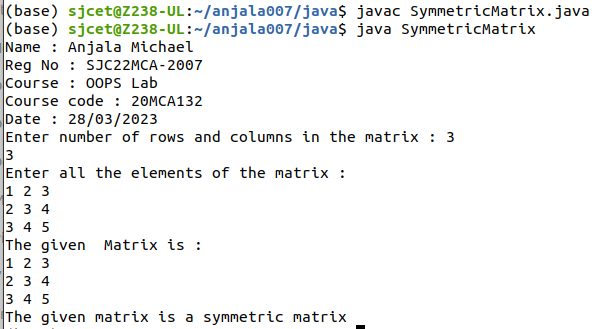 (base) sjcet@Z238-UL:~/anjala007/java$ javac SymmetricMatrix.java
(base) sjcet@Z238-UL:~/anjala007/java$ java SymmetricMatrix
Name : Anjala Michael
Reg No : SJC22MCA-2007
Course : OOPS Lab
Course code : 20MCA132
Date : 28/03/2023
Enter number of rows and columns in the matrix : 3
3
Enter all the elements of the matrix :
1 2 3
2 3 4
3 4 5
The given  Matrix is :
1 2 3
2 3 4
3 4 5
The given matrix is a symmetric matrix